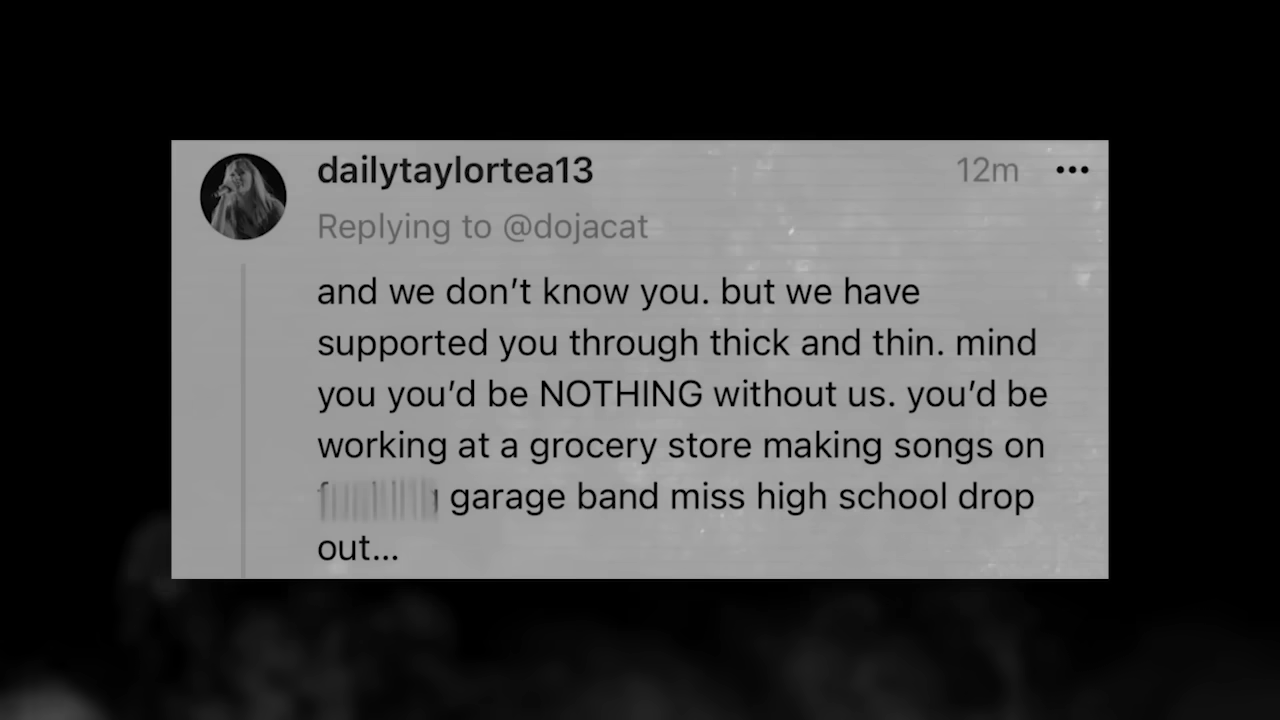 dailytaylortea13 12m •••
Replying to @dojacat
and we don’t know you. but we have
supported you through thick and thin. mind
you you’d be NOTHING without us. you’d be
working at a grocery store making songs on
garage band miss high school drop
out...